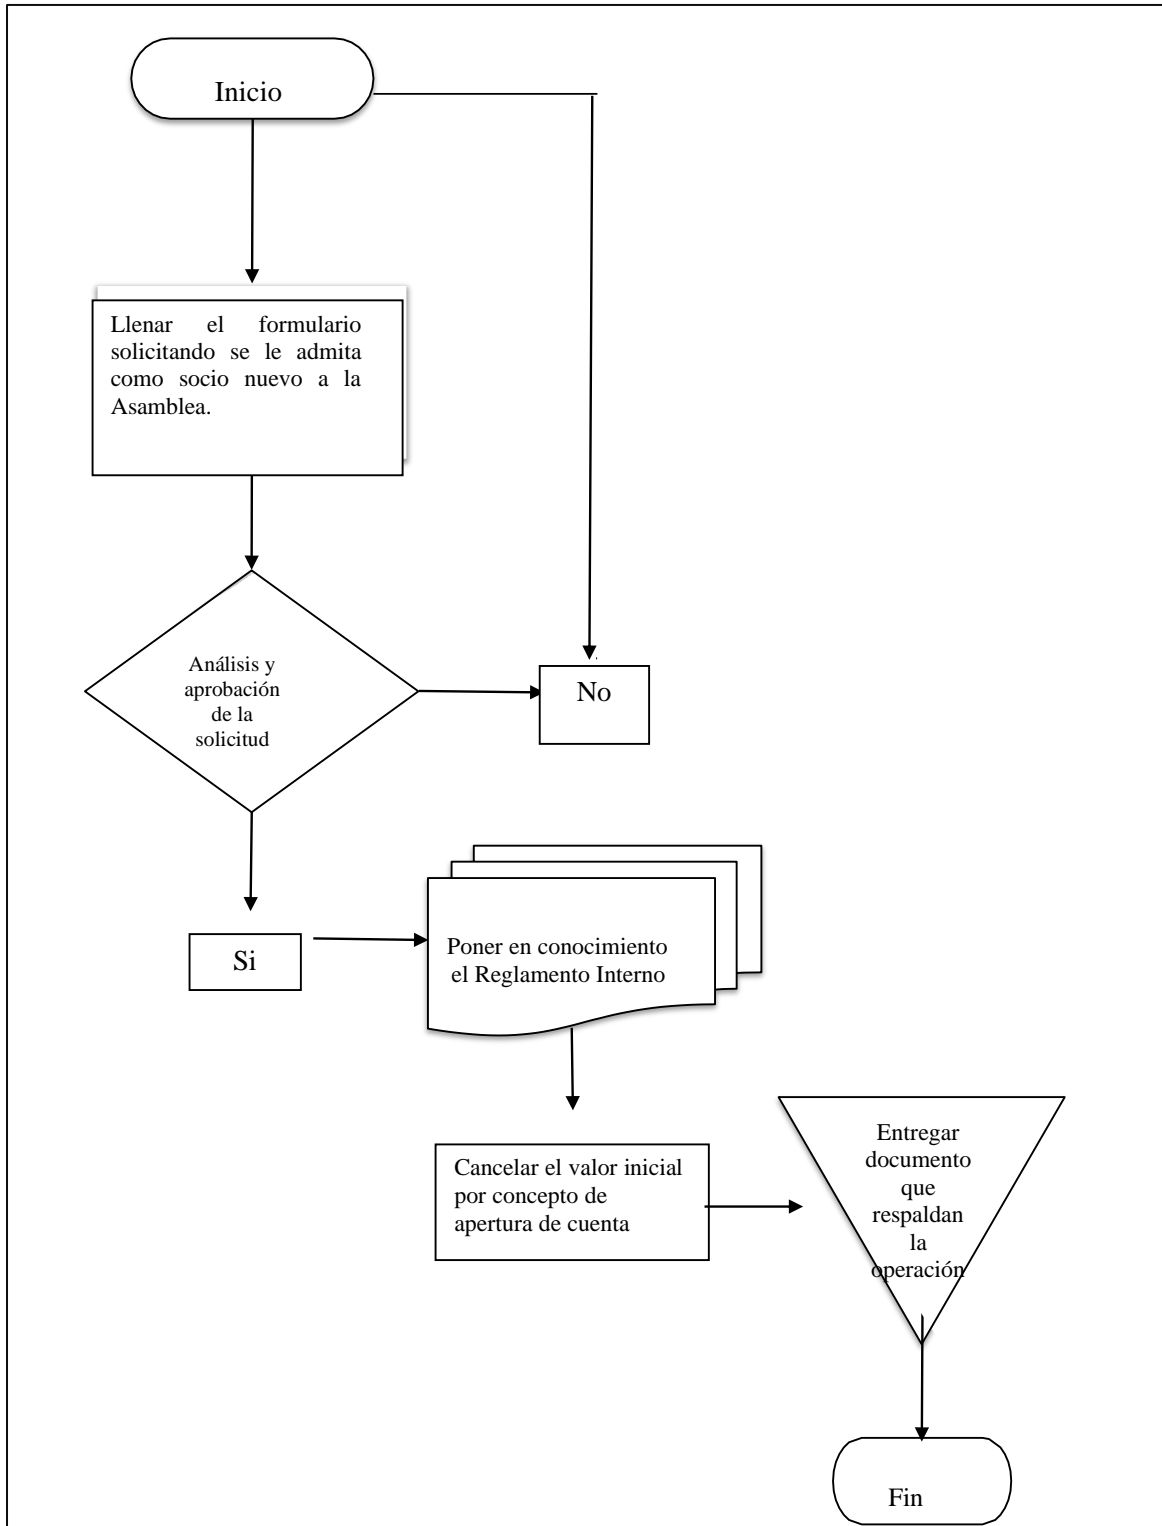 Inicio
Llenar el formulario
solicitando se le admita
como socio nuevo a la
Asamblea.
Análisis y
aprobación
de la
solicitud
No
Si
Poner en conocimiento
el Reglamento Interno
Cancelar el valor inicial
por concepto de
apertura de cuenta
Entregar
documento
que
respaldan
la
operación
Fin